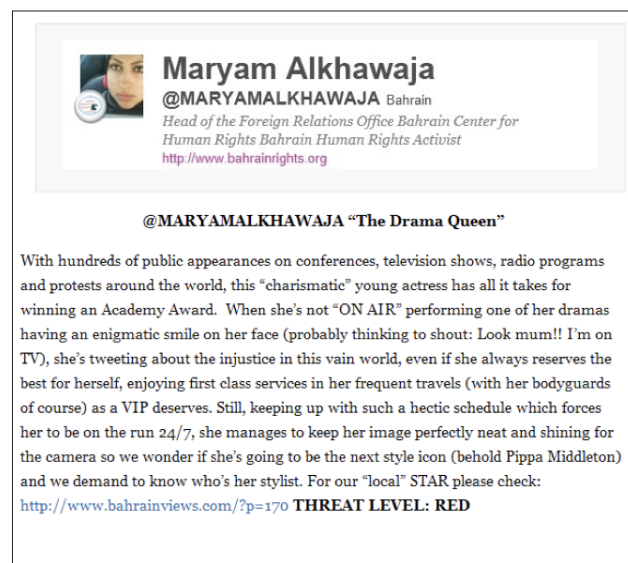 Maryam Alkhawaja
@MARYAMALKHAWAJA Bahrain
Head of the Foreign Relations Office Bahrain Center for
Human Rights Bahrain Human Rights Activist
http://www.bahrainrights.org
@MARYAMALKHAWAJA “The Drama Queen”
With hundreds of public appearances on conferences, television shows, radio programs
and protests around the world, this “charismatic” young actress has all it takes for
winning an Academy Award.  When she’s not “ON AIR” performing one of her dramas
having an enigmatic smile on her face (probably thinking to shout: Look mum!! I’m on
TV), she’s tweeting about the injustice in this vain world, even if she always reserves the
best for herself, enjoying first class services in her frequent travels (with her bodyguards
of course) as a VIP deserves. Still, keeping up with such a hectic schedule which forces
her to be on the run 24/7, she manages to keep her image perfectly neat and shining for
the camera so we wonder if she’s going to be the next style icon (behold Pippa Middleton)
and we demand to know who’s her stylist. For our “local” STAR please check:
http://www.bahrainviews.com/?p=170 THREAT LEVEL: RED